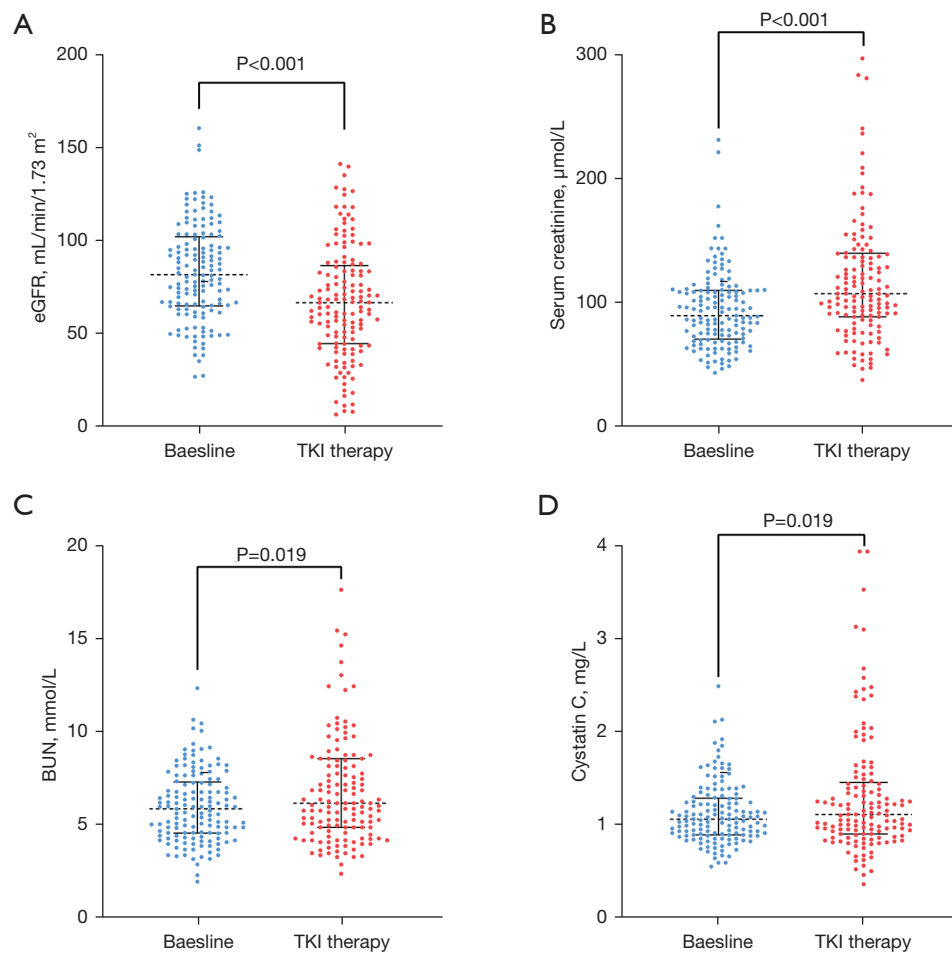 A
P<0.001
200
150
100
50
0
eGFR, mL/min/1.73 m²
Baesline
TKI therapy
B
P<0.001
300
200
100
0
Serum creatinine, µmol/L
Baseline
TKI therapy
C
P=0.019
20
15
10
5
0
BUN, mmol/L
Baesline
TKI therapy
D
P=0.019
4
3
2
1
0
Cystatin C, mg/L
Baesline
TKI therapy